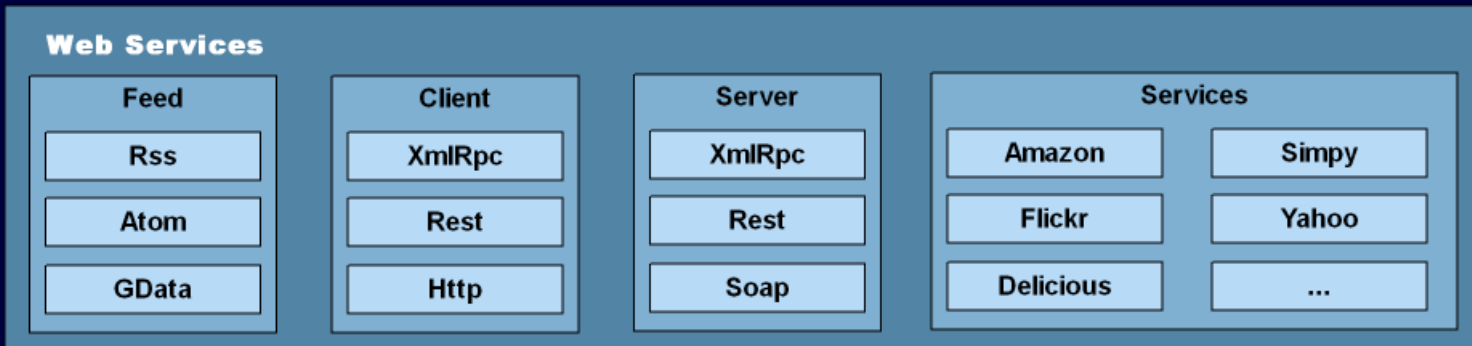 Web Services
Feed
Rss
Atom
GData
Client
XmlRpc
Rest
Http
Server
XmlRpc
Rest
Soap
Services
Amazon
Simpy
Flickr
Yahoo
Delicious
...